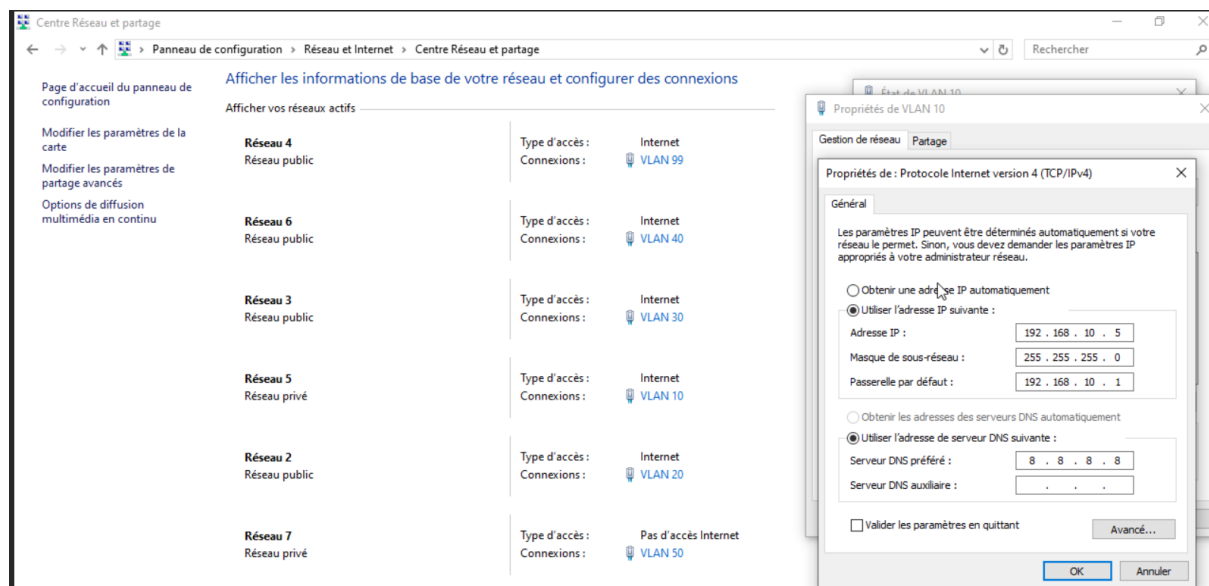 Centre Réseau et partage
Panneau de configuration > Réseau et Internet > Centre Réseau et partage
Rechercher
Page d'accueil du panneau de
configuration
Modifier les paramètres de la
carte
Modifier les paramètres de
partage avancés
Options de diffusion
multimédia en continu
Afficher les informations de base de votre réseau et configurer des connexions
Afficher vos réseaux actifs
Réseau 4
Réseau public
Type d'accès : Internet
Connexions : VLAN 99
Réseau 6
Réseau public
Type d'accès : Internet
Connexions : VLAN 40
Réseau 3
Réseau public
Type d'accès : Internet
Connexions : VLAN 30
Réseau 5
Réseau privé
Type d'accès : Internet
Connexions : VLAN 10
Réseau 2
Réseau public
Type d'accès : Internet
Connexions : VLAN 20
Réseau 7
Réseau privé
Type d'accès : Pas d'accès Internet
Connexions : VLAN 50
État de VLAN 10
Propriétés de VLAN 10
Gestion de réseau Partage
Propriétés de : Protocole Internet version 4 (TCP/IPv4)
Général
Les paramètres IP peuvent être déterminés automatiquement si votre
réseau le permet. Sinon, vous devez demander les paramètres IP
appropriés à votre administrateur réseau.
Obtenir une adresse IP automatiquement
Utiliser l'adresse IP suivante :
Adresse IP : 192 . 168 . 10 . 5
Masque de sous-réseau : 255 . 255 . 255 . 0
Passerelle par défaut : 192 . 168 . 10 . 1
Obtenir les adresses des serveurs DNS automatiquement
Utiliser l'adresse de serveur DNS suivante :
Serveur DNS préféré : 8 . 8 . 8 . 8
Serveur DNS auxiliaire : . . .
Valider les paramètres en quittant
Avancé...
OK Annuler